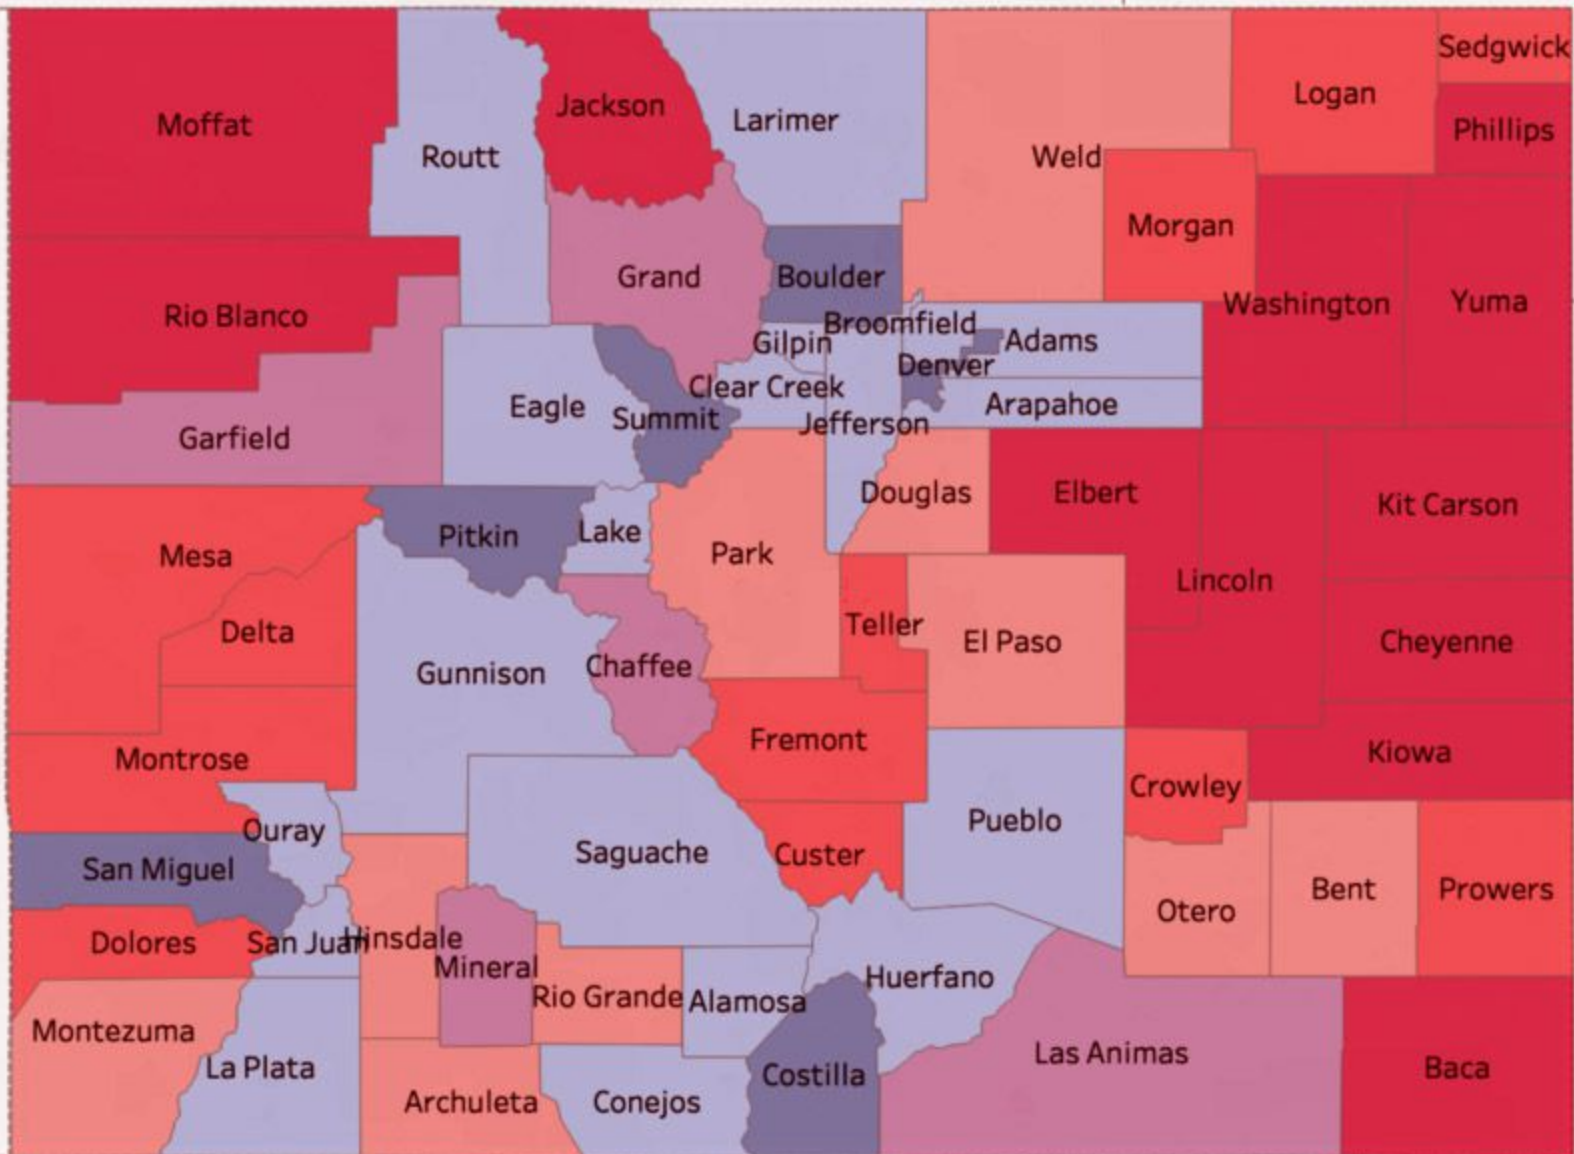 Sedgwick
Logan
Jackson
Moffat
Larimer
Phillips
Routt
Weld
Morgan
Grand
Boulder
Washington
Yuma
Rio Blanco
Broomfield
Gilpin
Adams
Denver
Clear Creek
Eagle
Arapahoe
Summit
Jefferson
Garfield
Douglas
Elbert
Kit Carson
Lake
Pitkin
Park
Mesa
Lincoln
Teller
Delta
El Paso
Cheyenne
Chaffee
Gunnison
Fremont
Kiowa
Montrose
Crowley
Pueblo
Ouray
Saguache
Custer
San Miguel
Bent
Prowers
Otero
Hinsdale
Dolores
San Juan
Mineral
Huerfano
Rio Grande
Alamosa
Montezuma
Las Animas
La Plata
Baca
Costilla
Archuleta
Conejos